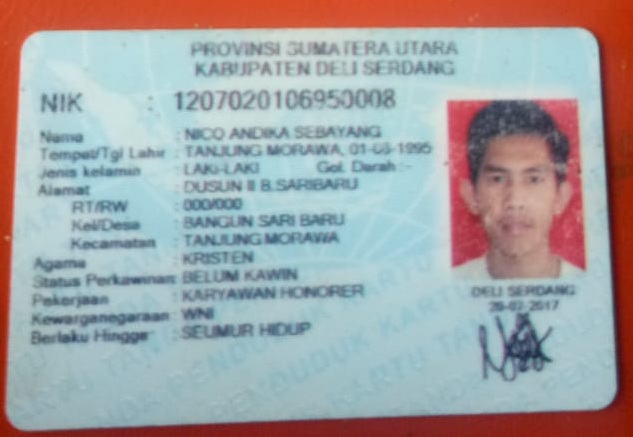 PROVINSI SUMATERA UTARA
KABUPATEN DELI SERDANG
NIK : 1207020106950008
Nama : NICO ANDIKA SEBAYANG
Tempat/Tgl Lahir : TANJUNG MORAWA, 01-06-1995
Jenis kelamin : LAKI-LAKI Gol. Darah :-
Alamat : DUSUN II B.SARIBARU
RT/RW : 000/000
Kel/Desa : BANGUN SARI BARU
Kecamatan : TANJUNG MORAWA
Agama : KRISTEN
Status Perkawinan: BELUM KAWIN
Pekerjaan : KARYAWAN HONORER
Kewarganegaraan : WNI
Berlaku Hingga : SEUMUR HIDUP
DELI SERDANG
20-02-2017